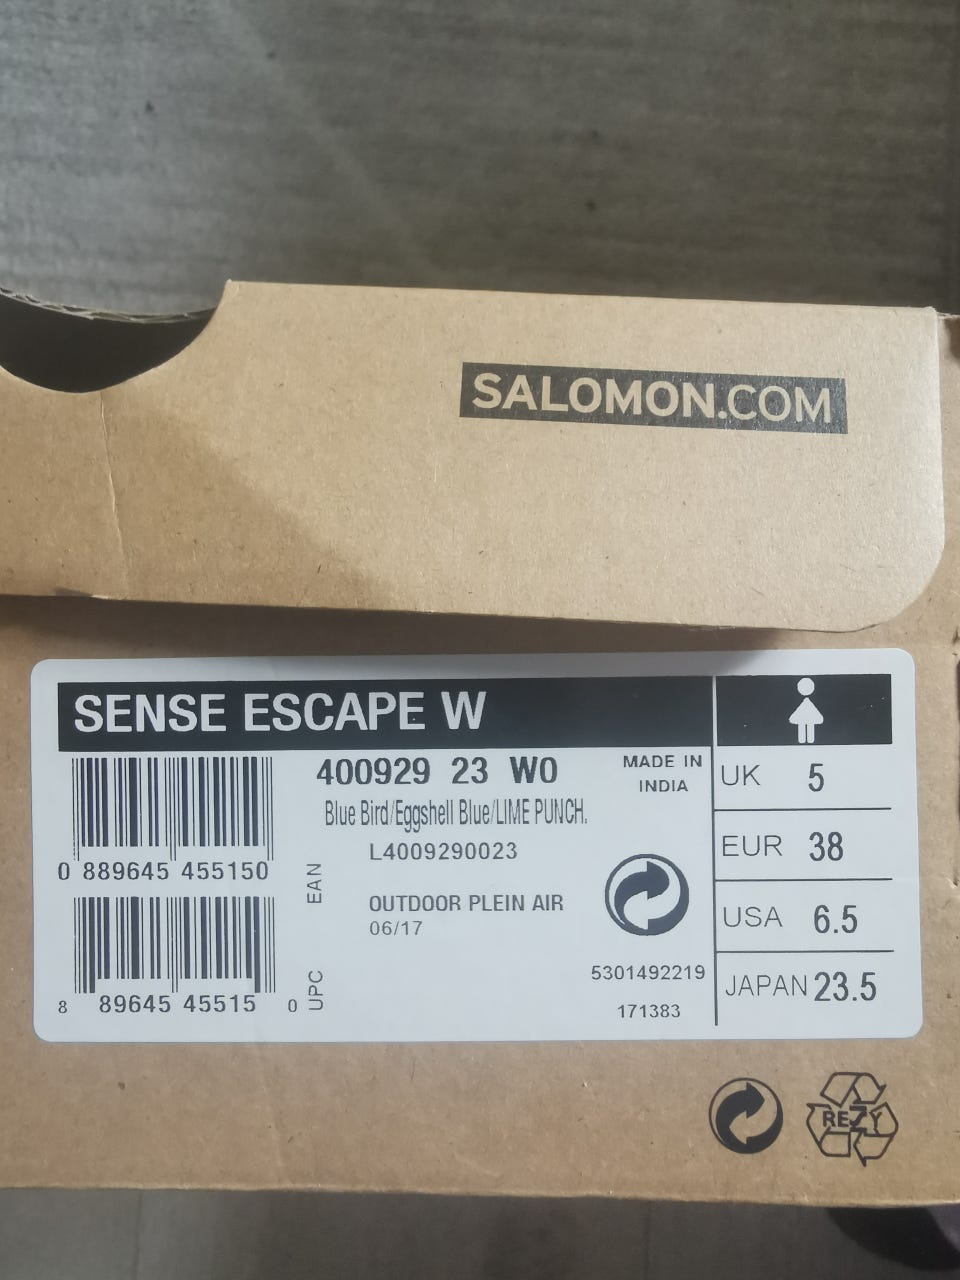 SALOMON.COM
SENSE ESCAPE W
400929 23 W0
MADE IN
INDIA
Blue Bird/Eggshell Blue/LIME PUNCH.
L4009290023
0 889645 455150
EAN
OUTDOOR PLEIN AIR
06/17
5301492219
171383
8 89645 45515 0
UPC
UK 5
EUR 38
USA 6.5
JAPAN 23.5
REZY